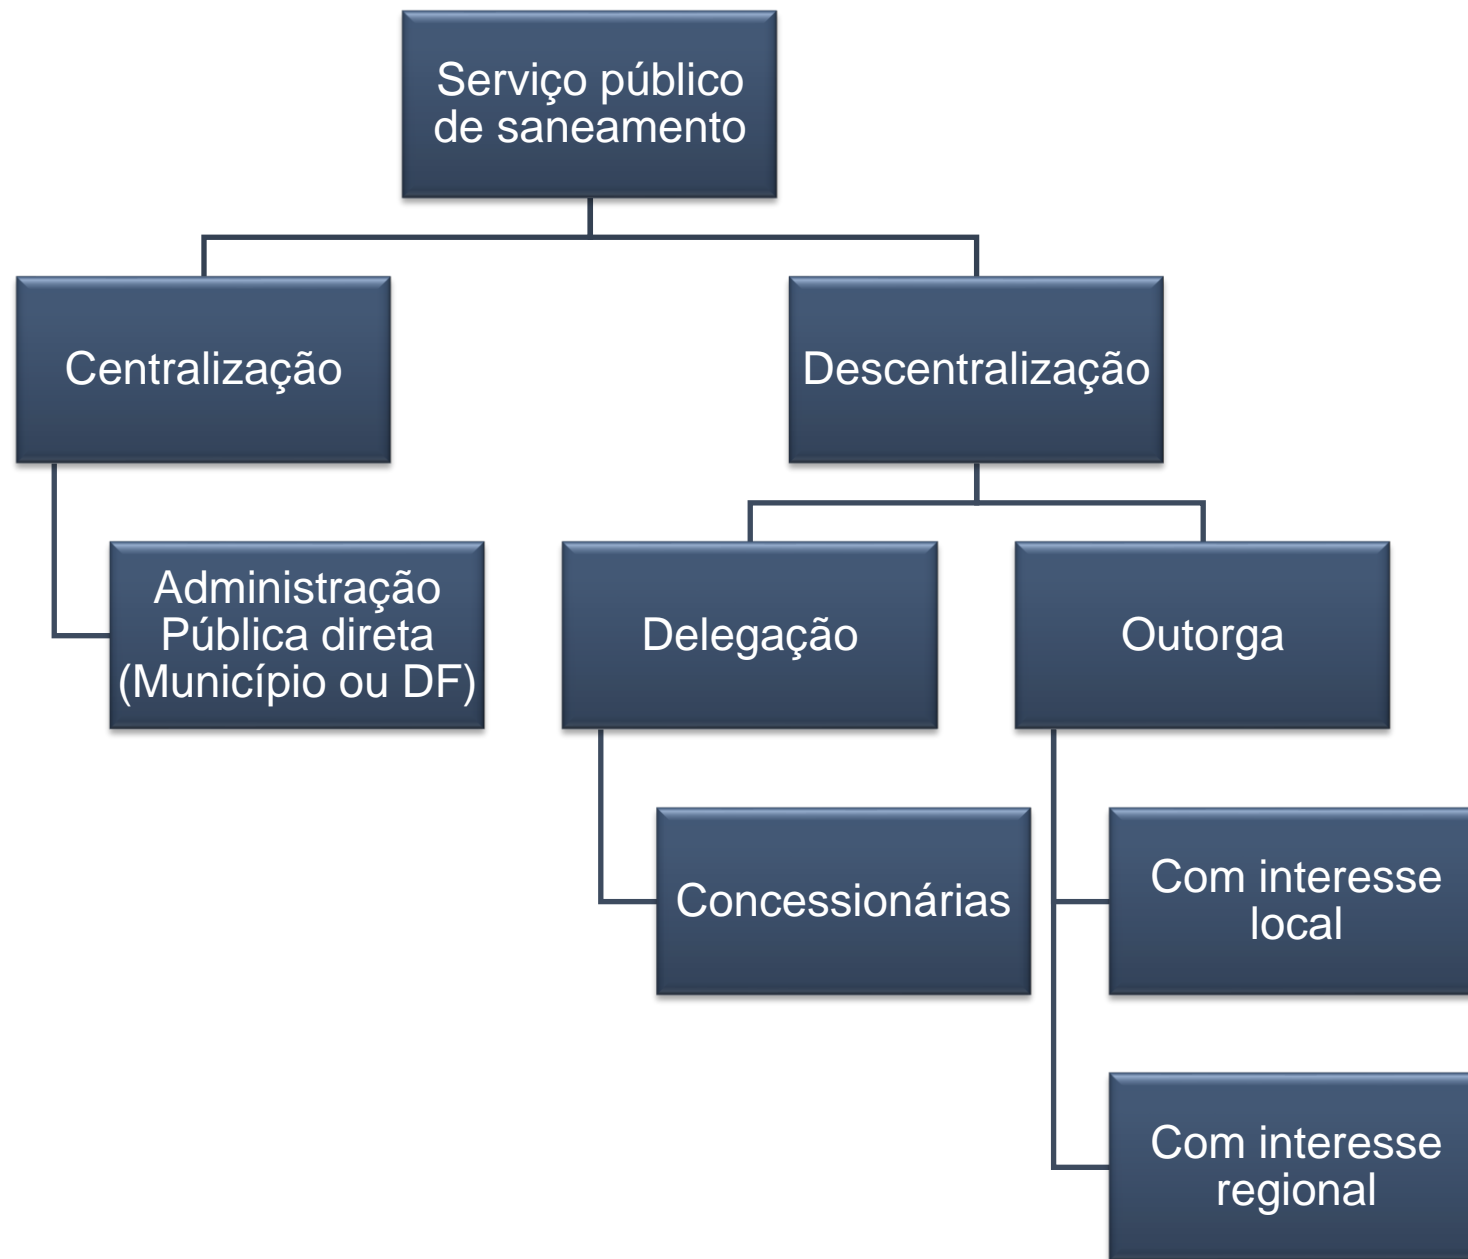 Serviço público
de saneamento
Centralização
Descentralização
Administração
Pública direta
(Município ou DF)
Delegação
Outorga
Concessionárias
Com interesse
local
Com interesse
regional